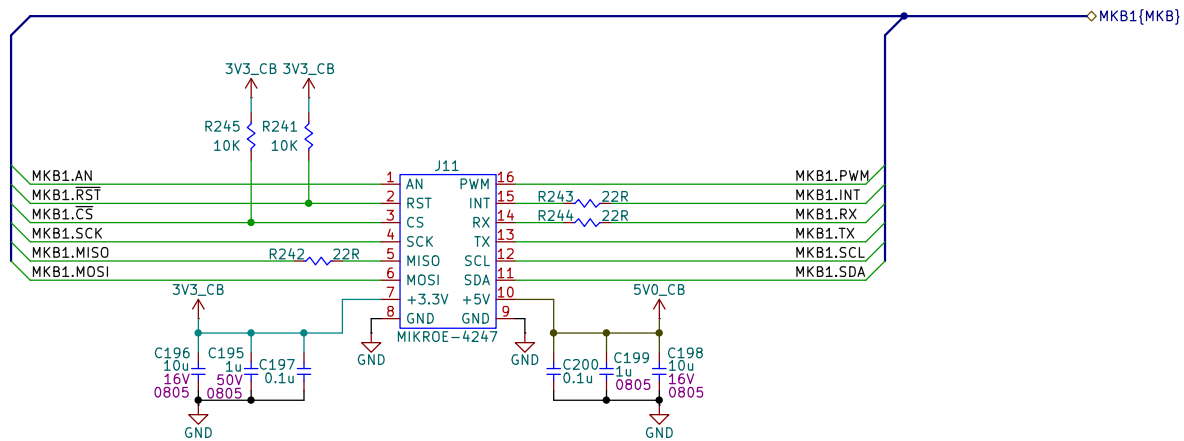 MKB1{MKB}
3V3_CB 3V3_CB
R245 R241
10K 10K
J11
MKB1.AN 1 AN PWM 16 MKB1.PWM
MKB1.R̅S̅T̅ 2 RST INT 15 R243 22R MKB1.INT
MKB1.C̅S̅ 3 CS RX 14 R244 22R MKB1.RX
MKB1.SCK 4 SCK TX 13 MKB1.TX
MKB1.MISO R242 22R 5 MISO SCL 12 MKB1.SCL
MKB1.MOSI 6 MOSI SDA 11 MKB1.SDA
3V3_CB 7 +3.3V +5V 10 5V0_CB
8 GND GND 9
MIKROE-4247
GND GND
C196
10u
16V
0805
C195
1u
50V
0805
C197
0.1u
C200
0.1u
C199
1u
0805
C198
10u
16V
0805
GND GND